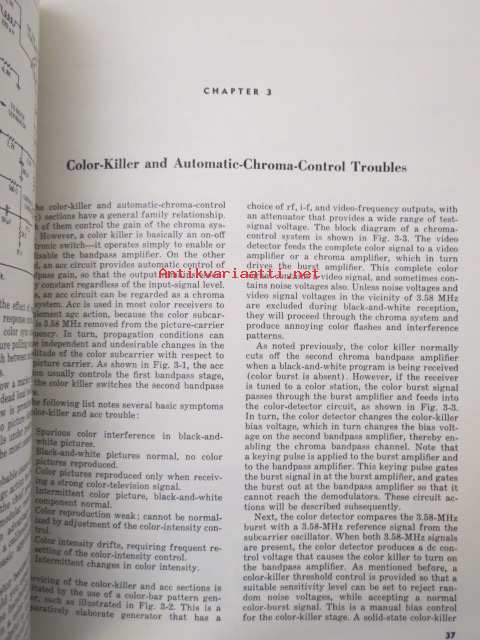 CHAPTER 3
Color-Killer and Automatic-Chroma-Control Troubles
color-killer and automatic-chroma-control
sections have a general family relationship.
of them control the gain of the chroma sys-
However, a color killer is basically an on-off
tronic switch—it operates simply to enable or
disable the bandpass amplifier. On the other
an acc circuit provides automatic control of
bandpass gain, so that the output
constant regardless of the input-signal level.
an acc circuit can be regarded as a chroma
system. Acc is used in most color receivers to
element agc action, because the color subcar-
is 3.58 MHz removed from the picture-carrier
frequency. In turn, propagation conditions can
independent and undesirable changes in the
amplitude of the color subcarrier with respect to
picture carrier. As shown in Fig. 3-1, the acc
usually controls the first bandpass stage,
the color killer switches the second bandpass
following list notes several basic symptoms
color-killer and acc trouble:
Spurious color interference in black-and-
white pictures.
Black-and-white pictures normal, no color
pictures reproduced.
Color pictures reproduced only when receiv-
ing a strong color-television signal.
Intermittent color picture, black-and-white
component normal.
Color reproduction weak; cannot be normal-
ized by adjustment of the color-intensity con-
trol.
Color intensity drifts, requiring frequent re-
setting of the color-intensity control.
Intermittent changes in color intensity.
Servicing of the color-killer and acc sections is
by the use of a color-bar pattern gen-
such as illustrated in Fig. 3-2. This is a
comparatively elaborate generator that has a
choice of rf, i-f, and video-frequency outputs, with
an attenuator that provides a wide range of test-
signal voltage. The block diagram of a chroma-
control system is shown in Fig. 3-3. The video
detector feeds the complete color signal to a video
amplifier or a chroma amplifier, which in turn
drives the burst amplifier. This complete color
video signal, and sometimes con-
tains noise voltages also. Unless noise voltages and
video signal voltages in the vicinity of 3.58 MHz
are excluded during black-and-white reception,
they will proceed through the chroma system and
produce annoying color flashes and interference
patterns.
As noted previously, the color killer normally
cuts off the second chroma bandpass amplifier
when a black-and-white program is being received
(color burst is absent). However, if the receiver
is tuned to a color station, the color burst signal
passes through the burst amplifier and feeds into
the color-detector circuit, as shown in Fig. 3-3.
In turn, the color detector changes the color-killer
bias voltage, which in turn changes the bias volt-
age on the second bandpass amplifier, thereby en-
abling the chroma bandpass channel. Note that
a keying pulse is applied to the burst amplifier and
to the bandpass amplifier. This keying pulse gates
the burst signal in at the burst amplifier, and gates
the burst out at the bandpass amplifier so that it
cannot reach the demodulators. These circuit ac-
tions will be described subsequently.
Next, the color detector compares the 3.58-MHz
burst with a 3.58-MHz reference signal from the
subcarrier oscillator. When both 3.58-MHz signals
are present, the color detector produces a dc con-
trol voltage that causes the color killer to turn on
the bandpass amplifier. As mentioned before, a
color-killer threshold control is provided so that a
suitable sensitivity level can be set to reject ran-
dom noise voltages, while accepting a normal
color-burst signal. This is a manual bias control
for the color-killer stage. A solid-state color-killer
37
Antikvariaatti.net